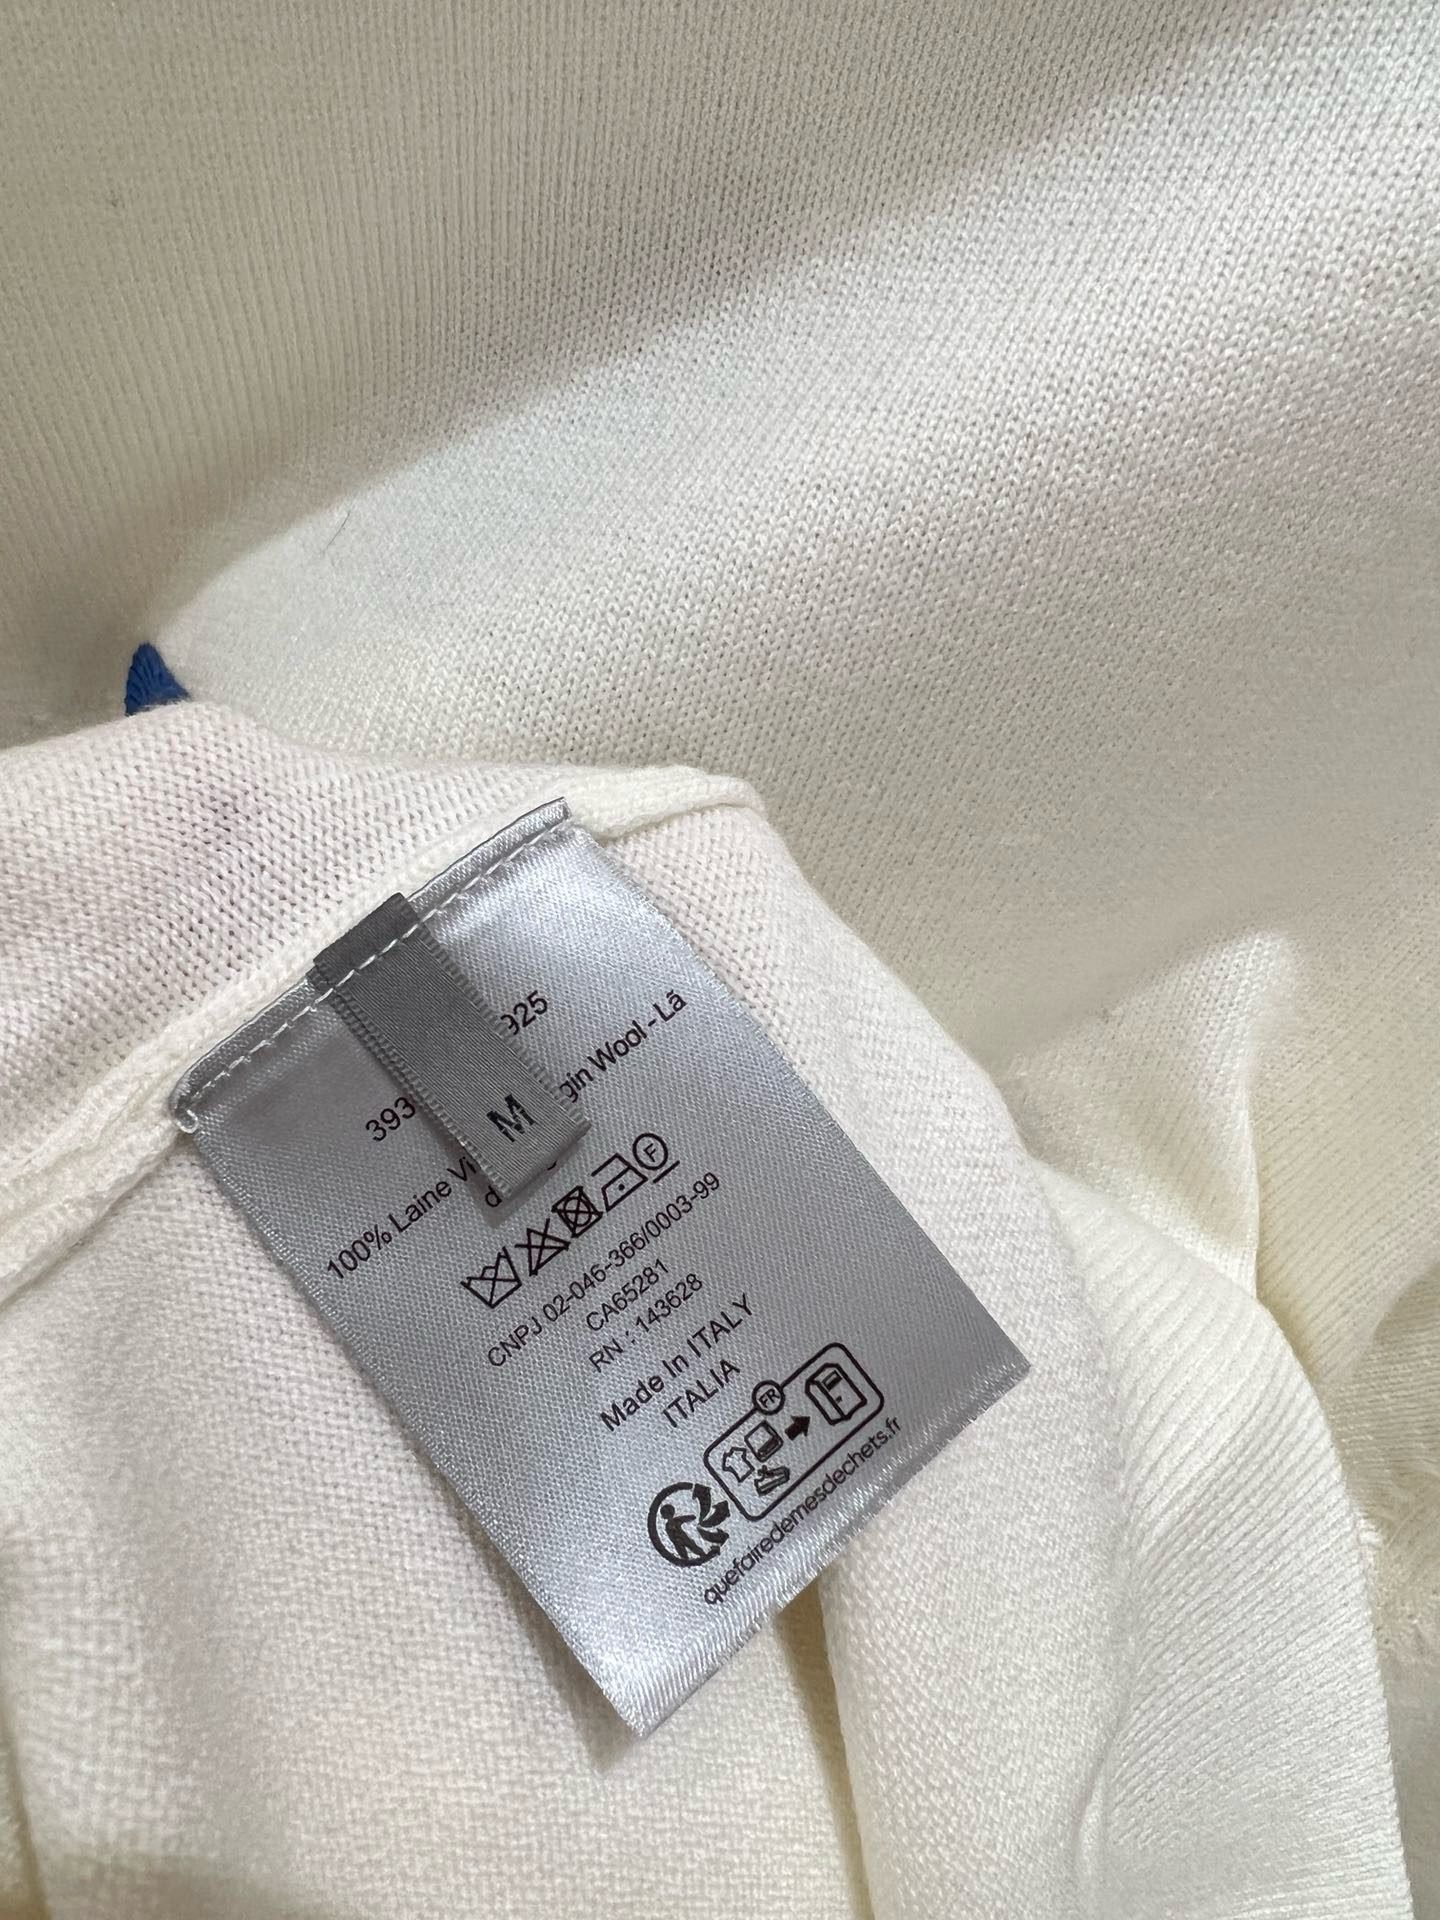 393 925
100% Laine Vi gin Wool - Lã
d
M
F
CNPJ 02-046-366/0003-99
CA65281
RN : 143628
Made In ITALY
ITALIA
FR
quefairedemesdechets.fr